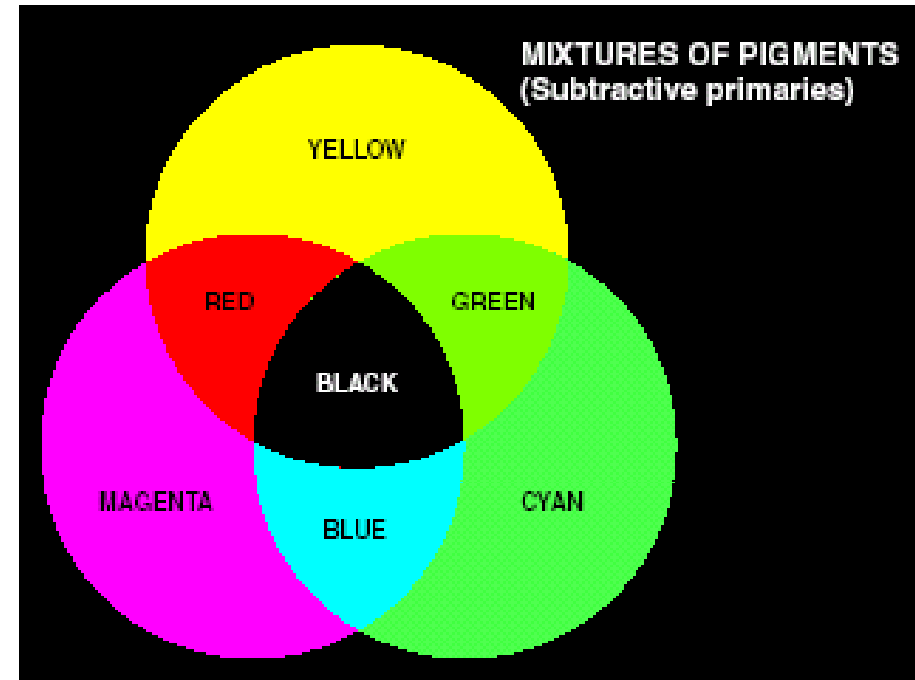 MIXTURES OF PIGMENTS
(Subtractive primaries)
YELLOW
RED
GREEN
BLACK
MAGENTA
CYAN
BLUE